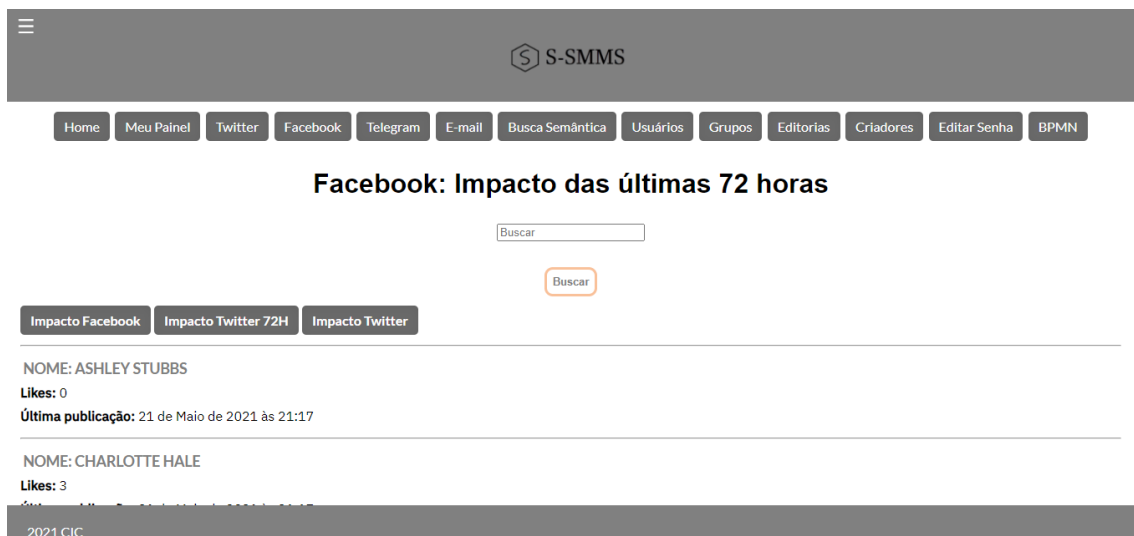 ☰
S-SMMS
Home Meu Painel Twitter Facebook Telegram E-mail Busca Semântica Usuários Grupos Editorias Criadores Editar Senha BPMN
Facebook: Impacto das últimas 72 horas
Buscar
Buscar
Impacto Facebook Impacto Twitter 72H Impacto Twitter
NOME: ASHLEY STUBBS
Likes: 0
Última publicação: 21 de Maio de 2021 às 21:17
NOME: CHARLOTTE HALE
Likes: 3
2021 CIC